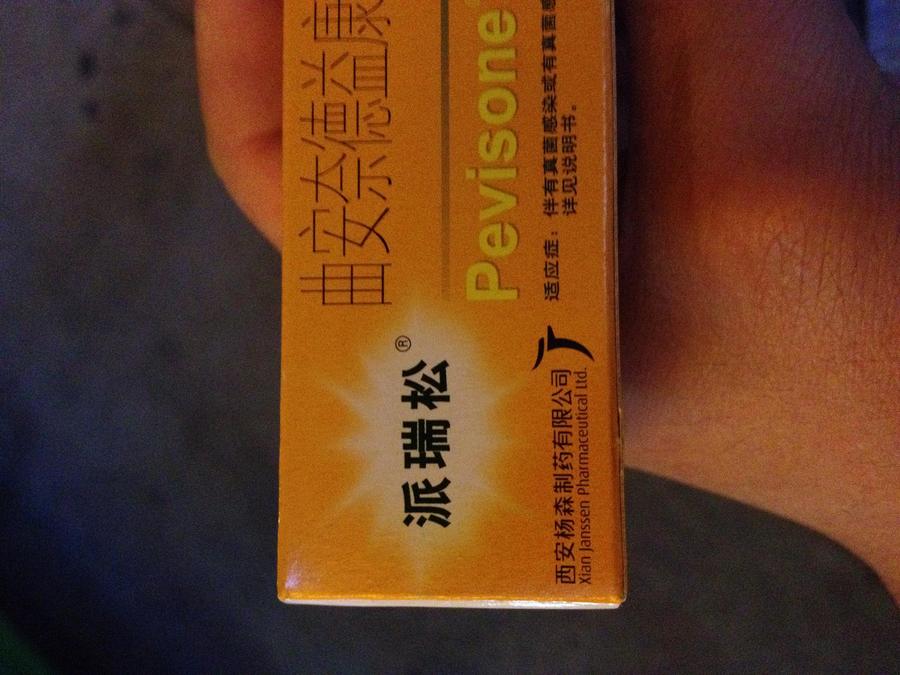 派瑞松®
曲安奈德益康
Pevisone
适应症：伴有真菌感染或有真菌感
详见说明书。
西安杨森制药有限公司
Xian Janssen Pharmaceutical Ltd.